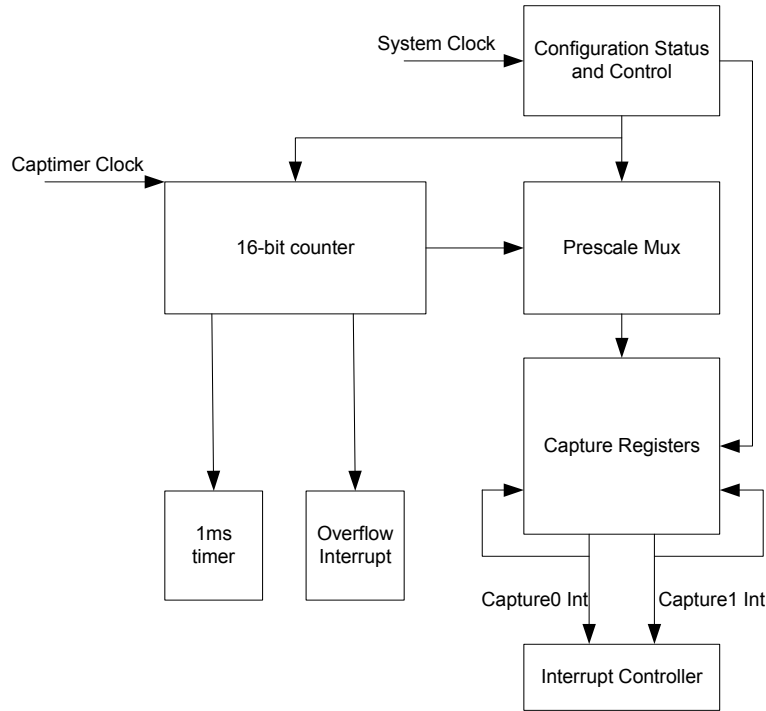 System Clock
Configuration Status
and Control
Captimer Clock
16-bit counter
Prescale Mux
Capture Registers
1ms
timer
Overflow
Interrupt
Capture0 Int
Capture1 Int
Interrupt Controller